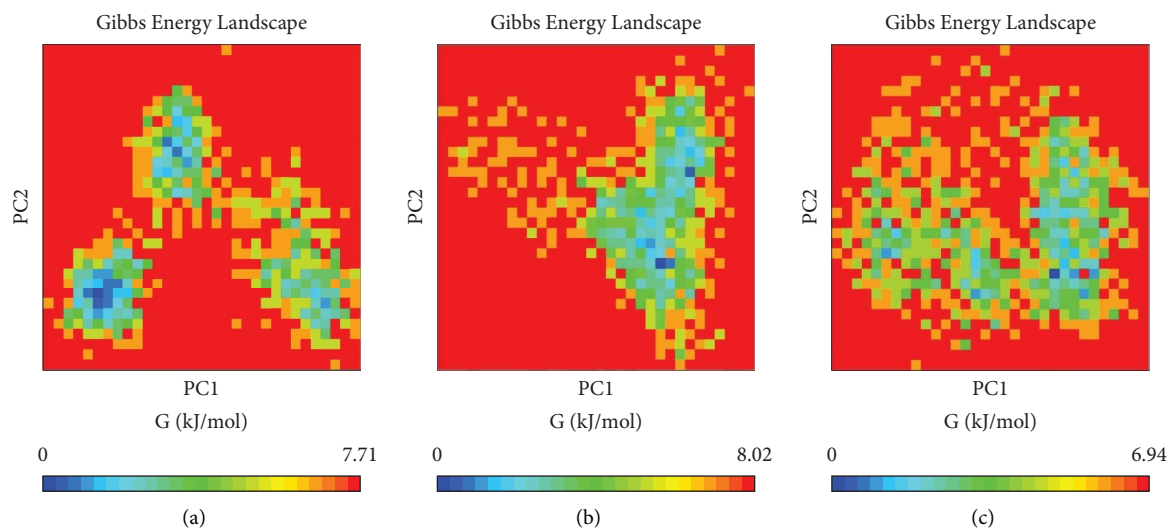 Gibbs Energy Landscape
PC2
PC1
G (kJ/mol)
0 7.71
(a)
Gibbs Energy Landscape
PC2
PC1
G (kJ/mol)
0 8.02
(b)
Gibbs Energy Landscape
PC2
PC1
G (kJ/mol)
0 6.94
(c)